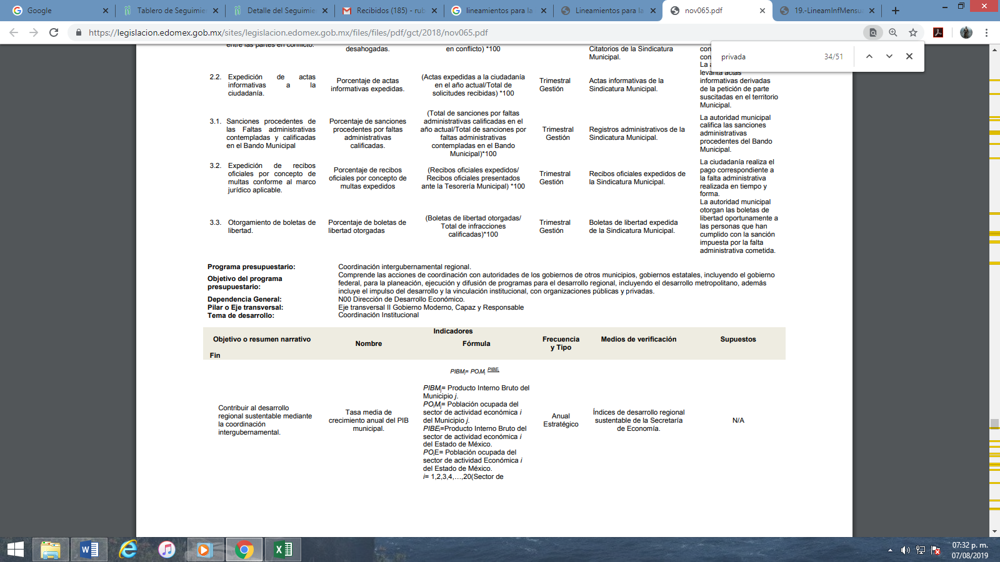 Google
Tablero de Seguimie
Detalle del Seguimie
Recibidos (185) - rub
lineamientos para la
Lineamientos para la
nov065.pdf
19.-LineamInfMensu
https://legislacion.edomex.gob.mx/sites/legislacion.edomex.gob.mx/files/files/pdf/gct/2018/nov065.pdf
privada
34/51
entre las partes en conflicto.
desahogadas.
en conflicto) *100
Citatorios de la Sindicatura
Municipal.
2.2. Expedición de actas
informativas a la
ciudadanía.
Porcentaje de actas
informativas expedidas.
(Actas expedidas a la ciudadanía
en el año actual/Total de
solicitudes recibidas) *100
Trimestral
Gestión
Actas informativas de la
Sindicatura Municipal.
levanta actas
informativas derivadas
de la petición de parte
suscitadas en el territorio
Municipal.
3.1. Sanciones procedentes de
las Faltas administrativas
contempladas y calificadas
en el Bando Municipal
Porcentaje de sanciones
procedentes por faltas
administrativas
calificadas.
(Total de sanciones por faltas
administrativas calificadas en el
año actual/Total de sanciones por
faltas administrativas
contempladas en el Bando
Municipal)*100
Trimestral
Gestión
Registros administrativos de la
Sindicatura Municipal.
La autoridad municipal
califica las sanciones
administrativas
procedentes del Bando
Municipal.
3.2. Expedición de recibos
oficiales por concepto de
multas conforme al marco
jurídico aplicable.
Porcentaje de recibos
oficiales por concepto de
multas expedidos
(Recibos oficiales expedidos/
Recibos oficiales presentados
ante la Tesorería Municipal) *100
Trimestral
Gestión
Recibos oficiales expedidos de
la Sindicatura Municipal.
La ciudadanía realiza el
pago correspondiente a
la falta administrativa
realizada en tiempo y
forma.
3.3. Otorgamiento de boletas de
libertad.
Porcentaje de boletas de
libertad otorgadas
(Boletas de libertad otorgadas/
Total de infracciones
calificadas)*100
Trimestral
Gestión
Boletas de libertad expedida
de la Sindicatura Municipal.
La autoridad municipal
otorgan las boletas de
libertad oportunamente a
las personas que han
cumplido con la sanción
impuesta por la falta
administrativa cometida.
Programa presupuestario: Coordinación intergubernamental regional.
Objetivo del programa
presupuestario:
Comprende las acciones de coordinación con autoridades de los gobiernos de otros municipios, gobiernos estatales, incluyendo el gobierno
federal, para la planeación, ejecución y difusión de programas para el desarrollo regional, incluyendo el desarrollo metropolitano, además
incluye el impulso del desarrollo y la vinculación institucional, con organizaciones públicas y privadas.
Dependencia General: N00 Dirección de Desarrollo Económico.
Pilar o Eje transversal: Eje transversal II Gobierno Moderno, Capaz y Responsable
Tema de desarrollo: Coordinación Institucional
Objetivo o resumen narrativo
Indicadores
Nombre
Fórmula
Frecuencia
y Tipo
Medios de verificación
Supuestos
Fin
Contribuir al desarrollo
regional sustentable mediante
la coordinación
intergubernamental.
Tasa media de
crecimiento anual del PIB
municipal.
PIBMj= POiMj PIBEi
PIBMj= Producto Interno Bruto del
Municipio j.
POiMj= Población ocupada del
sector de actividad económica i
del Municipio j.
PIBEi=Producto Interno Bruto del
sector de actividad económica i
del Estado de México.
POiE= Población ocupada del
sector de actividad Económica i
del Estado de México.
i= 1,2,3,4,…,20(Sector de
Anual
Estratégico
Índices de desarrollo regional
sustentable de la Secretaría
de Economía.
N/A
07:32 p. m.
07/08/2019